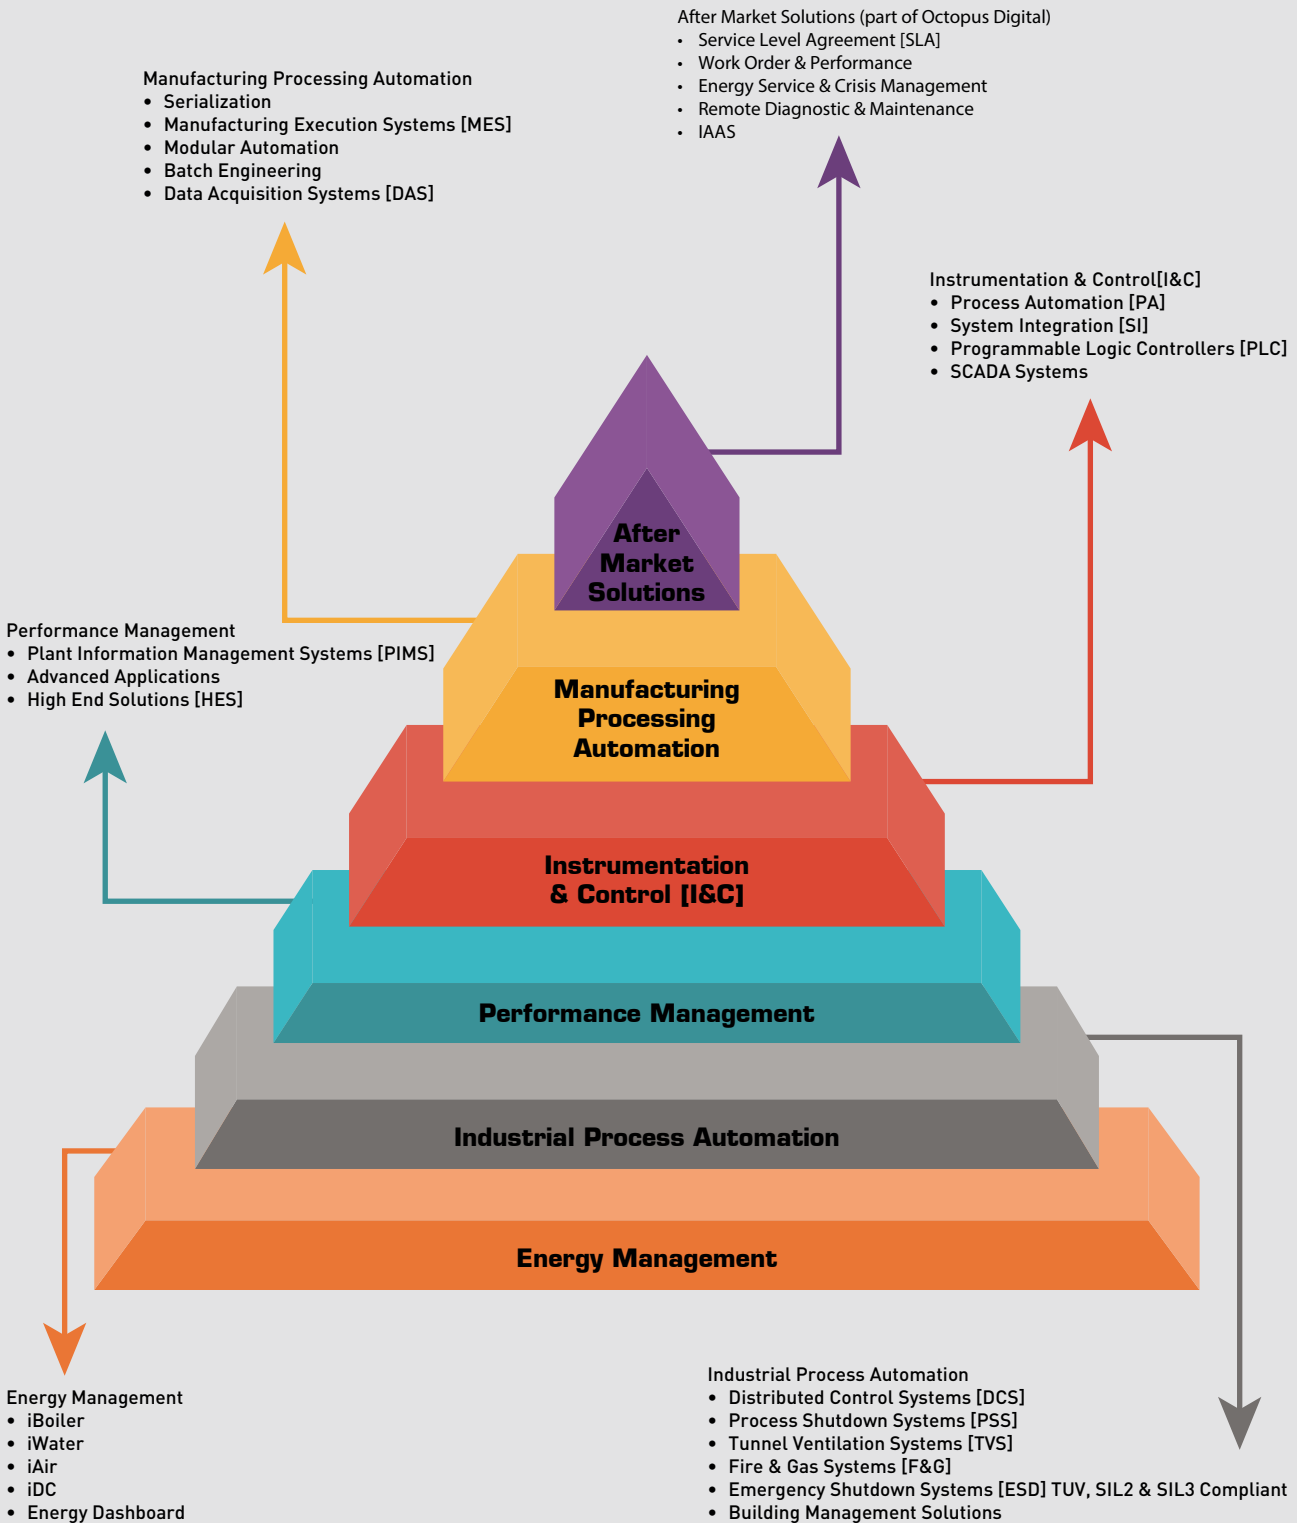 After Market Solutions (part of Octopus Digital)
• Service Level Agreement [SLA]
• Work Order & Performance
• Energy Service & Crisis Management
• Remote Diagnostic & Maintenance
• IAAS
Manufacturing Processing Automation
• Serialization
• Manufacturing Execution Systems [MES]
• Modular Automation
• Batch Engineering
• Data Acquisition Systems [DAS]
Instrumentation & Control[I&C]
• Process Automation [PA]
• System Integration [SI]
• Programmable Logic Controllers [PLC]
• SCADA Systems
After
Market
Solutions
Performance Management
• Plant Information Management Systems [PIMS]
• Advanced Applications
• High End Solutions [HES]
Manufacturing
Processing
Automation
Instrumentation
& Control [I&C]
Performance Management
Industrial Process Automation
Energy Management
Energy Management
• iBoiler
• iWater
• iAir
• iDC
• Energy Dashboard
Industrial Process Automation
• Distributed Control Systems [DCS]
• Process Shutdown Systems [PSS]
• Tunnel Ventilation Systems [TVS]
• Fire & Gas Systems [F&G]
• Emergency Shutdown Systems [ESD] TUV, SIL2 & SIL3 Compliant
• Building Management Solutions